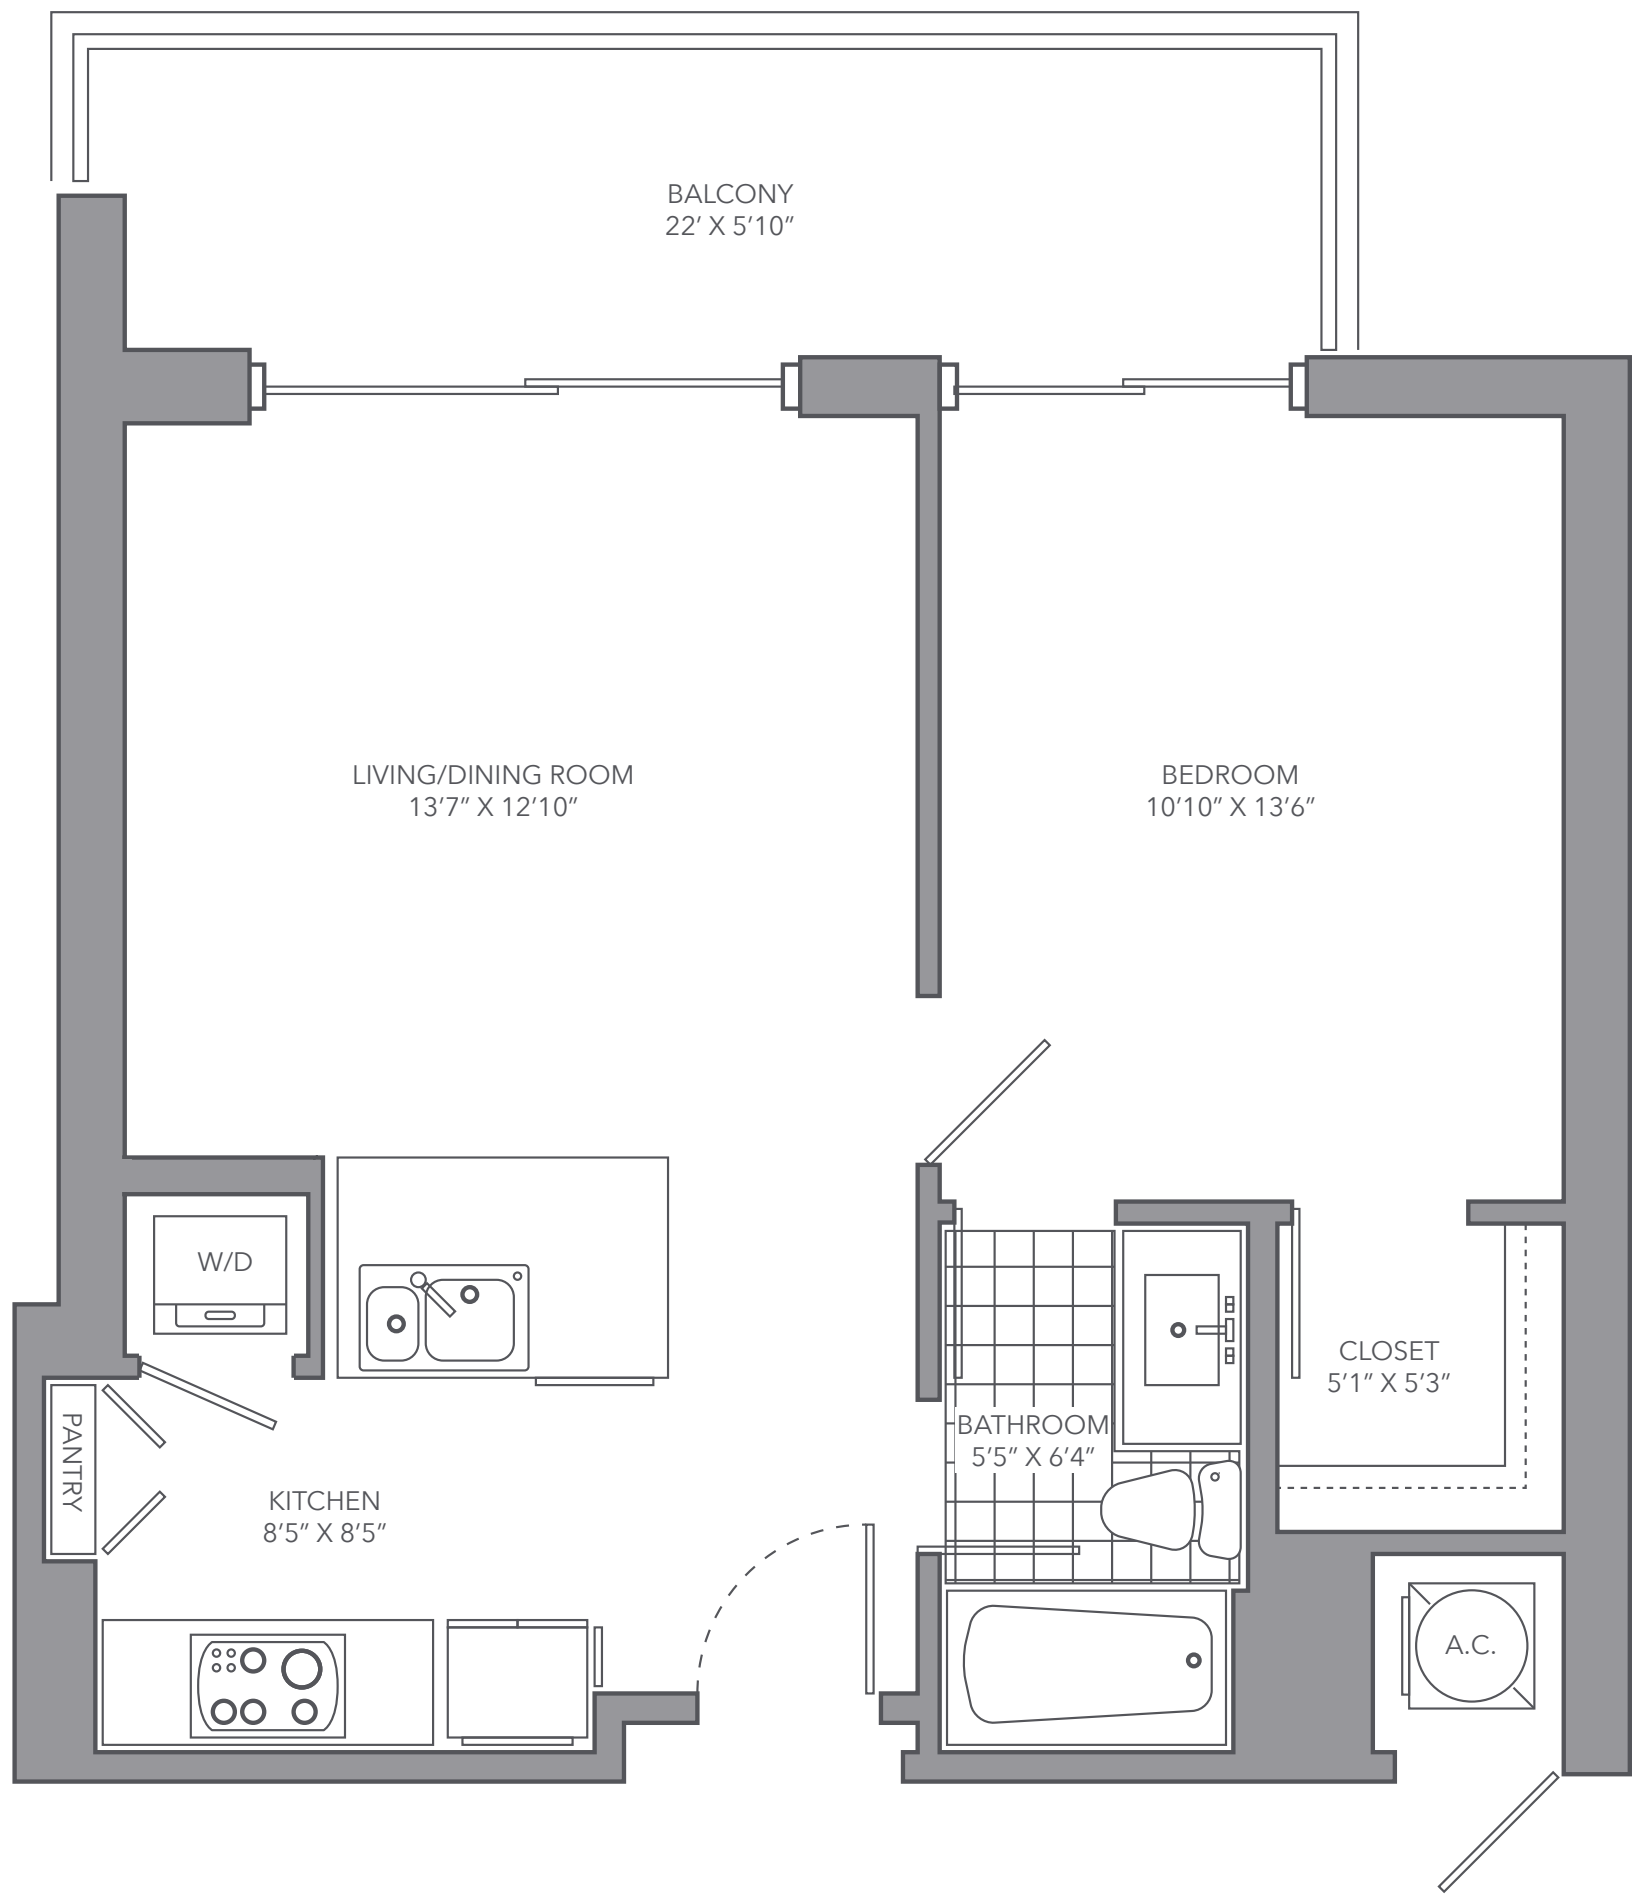 BALCONY
22’ X 5’10”
LIVING/DINING ROOM
13’7” X 12’10”
BEDROOM
10’10” X 13’6”
W/D
CLOSET
5’1” X 5’3”
BATHROOM
5’5” X 6’4”
PANTRY
KITCHEN
8’5” X 8’5”
A.C.